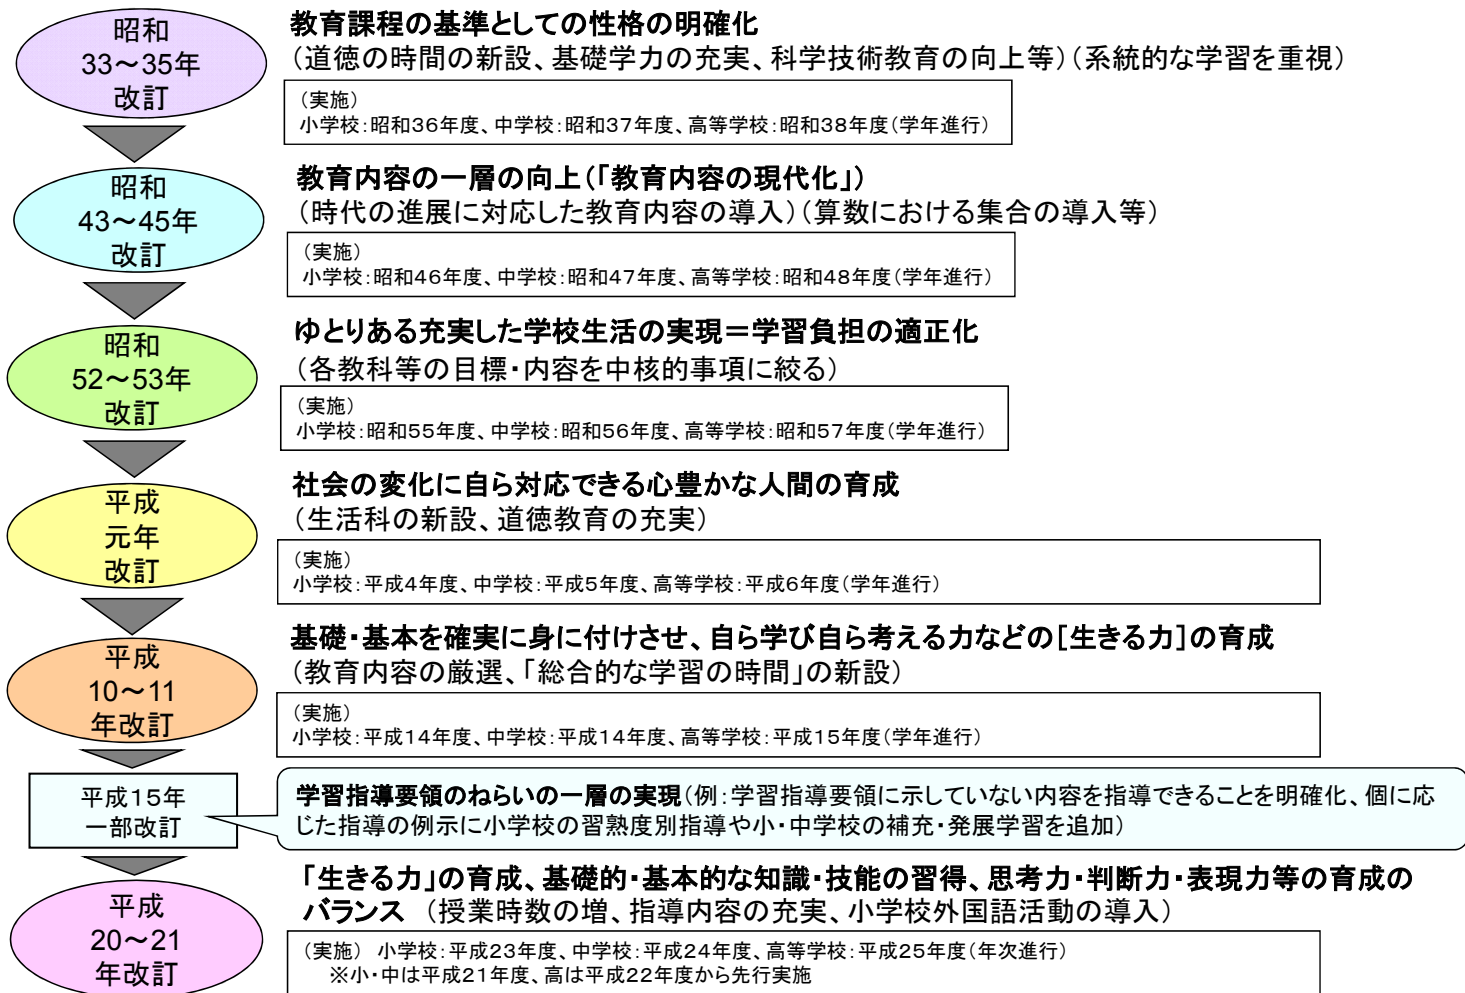 昭和
33～35年
改訂
教育課程の基準としての性格の明確化
（道徳の時間の新設、基礎学力の充実、科学技術教育の向上等）（系統的な学習を重視）
（実施）
小学校：昭和36年度、中学校：昭和37年度、高等学校：昭和38年度（学年進行）
昭和
43～45年
改訂
教育内容の一層の向上（「教育内容の現代化」）
（時代の進展に対応した教育内容の導入）（算数における集合の導入等）
（実施）
小学校：昭和46年度、中学校：昭和47年度、高等学校：昭和48年度（学年進行）
昭和
52～53年
改訂
ゆとりある充実した学校生活の実現＝学習負担の適正化
（各教科等の目標・内容を中核的事項に絞る）
（実施）
小学校：昭和55年度、中学校：昭和56年度、高等学校：昭和57年度（学年進行）
平成
元年
改訂
社会の変化に自ら対応できる心豊かな人間の育成
（生活科の新設、道徳教育の充実）
（実施）
小学校：平成4年度、中学校：平成5年度、高等学校：平成6年度（学年進行）
平成
10～11
年改訂
基礎・基本を確実に身に付けさせ、自ら学び自ら考える力などの［生きる力］の育成
（教育内容の厳選、「総合的な学習の時間」の新設）
（実施）
小学校：平成14年度、中学校：平成14年度、高等学校：平成15年度（学年進行）
平成15年
一部改訂
学習指導要領のねらいの一層の実現（例：学習指導要領に示していない内容を指導できることを明確化、個に応
じた指導の例示に小学校の習熟度別指導や小・中学校の補充・発展学習を追加）
平成
20～21
年改訂
「生きる力」の育成、基礎的・基本的な知識・技能の習得、思考力・判断力・表現力等の育成の
バランス （授業時数の増、指導内容の充実、小学校外国語活動の導入）
（実施） 小学校：平成23年度、中学校：平成24年度、高等学校：平成25年度（年次進行）
※小・中は平成21年度、高は平成22年度から先行実施